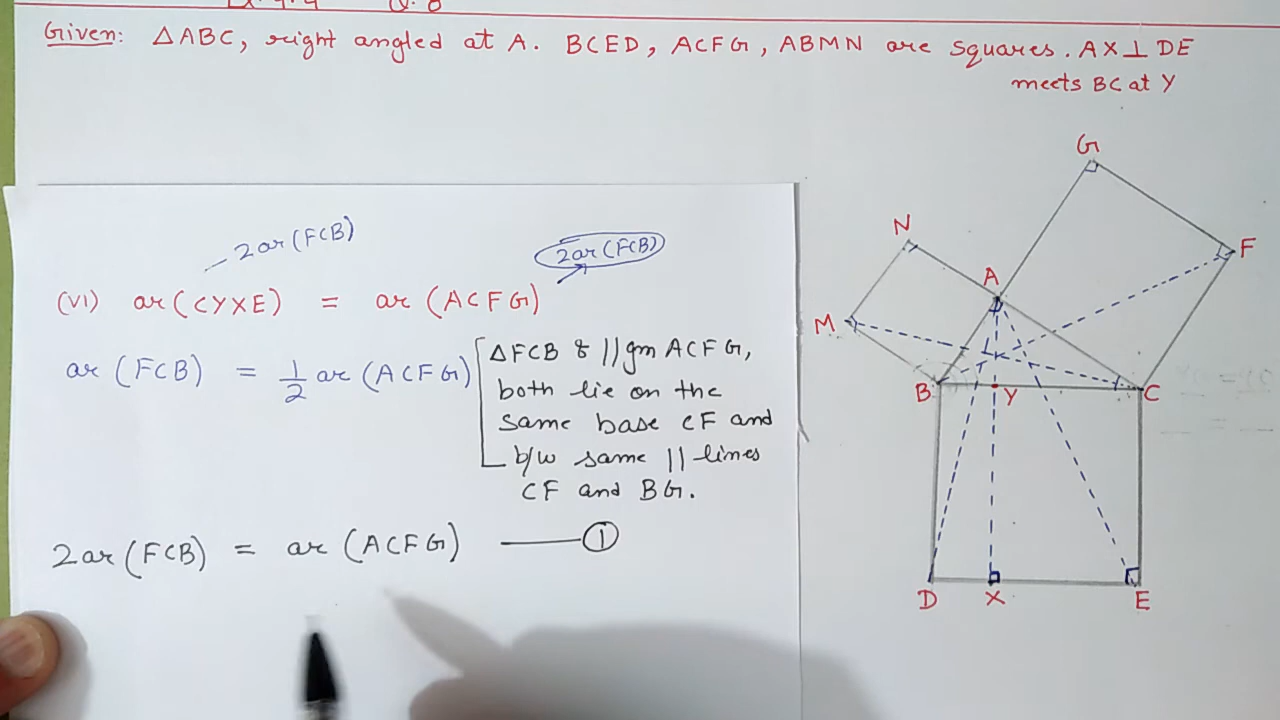 Given: △ABC, right angled at A. BCED, ACFG, ABMN are squares. AX⊥DE
meets BC at Y
2ar(FCB)
2ar(FCB)
(VI) ar(CYXE) = ar(ACFG)
ar(FCB) = 1/2 ar(ACFG)
△FCB & ||gm ACFG,
both lie on the
same base CF and
b/w same || lines
CF and BG.
2ar(FCB) = ar(ACFG) ——— ①
G
N
F
A
M
B
Y
C
D
X
E